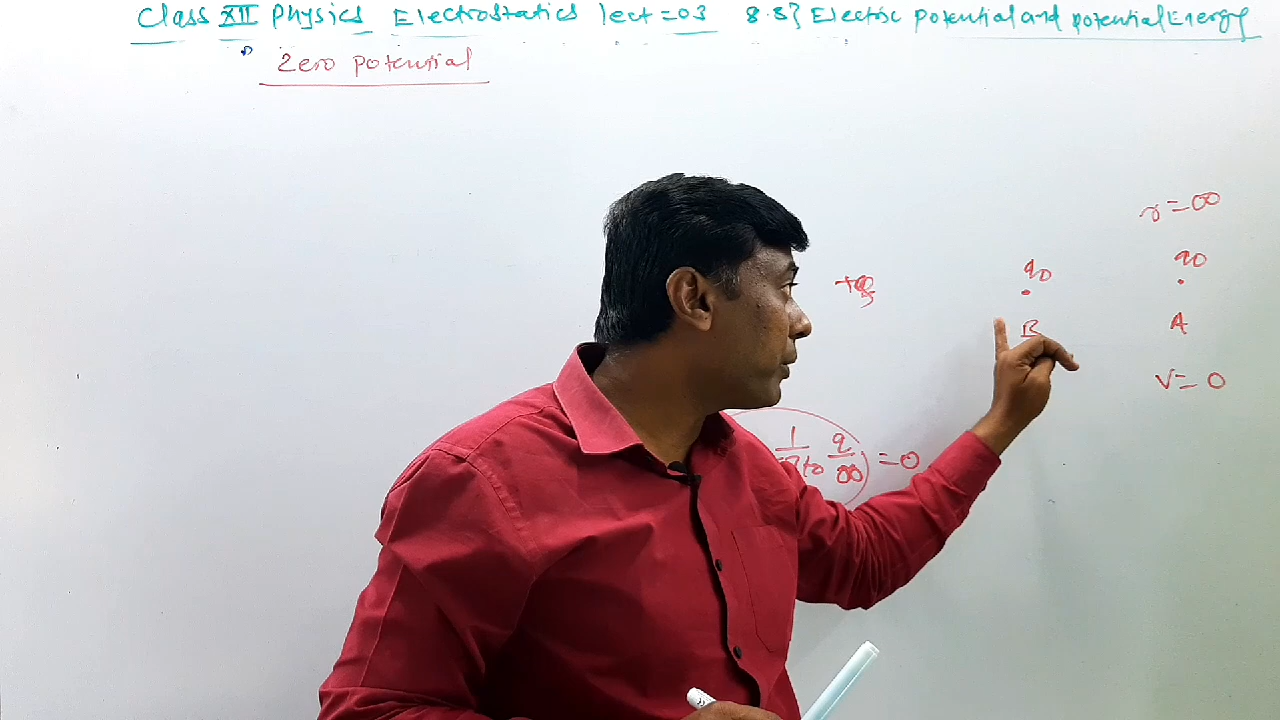 Class XII Physics Electrostatics lect = 03 8.3} Electric potential and potential Energy
Zero potential
r = ∞
q0 q0
+q
B A
V = 0
1 q
∞ = 0